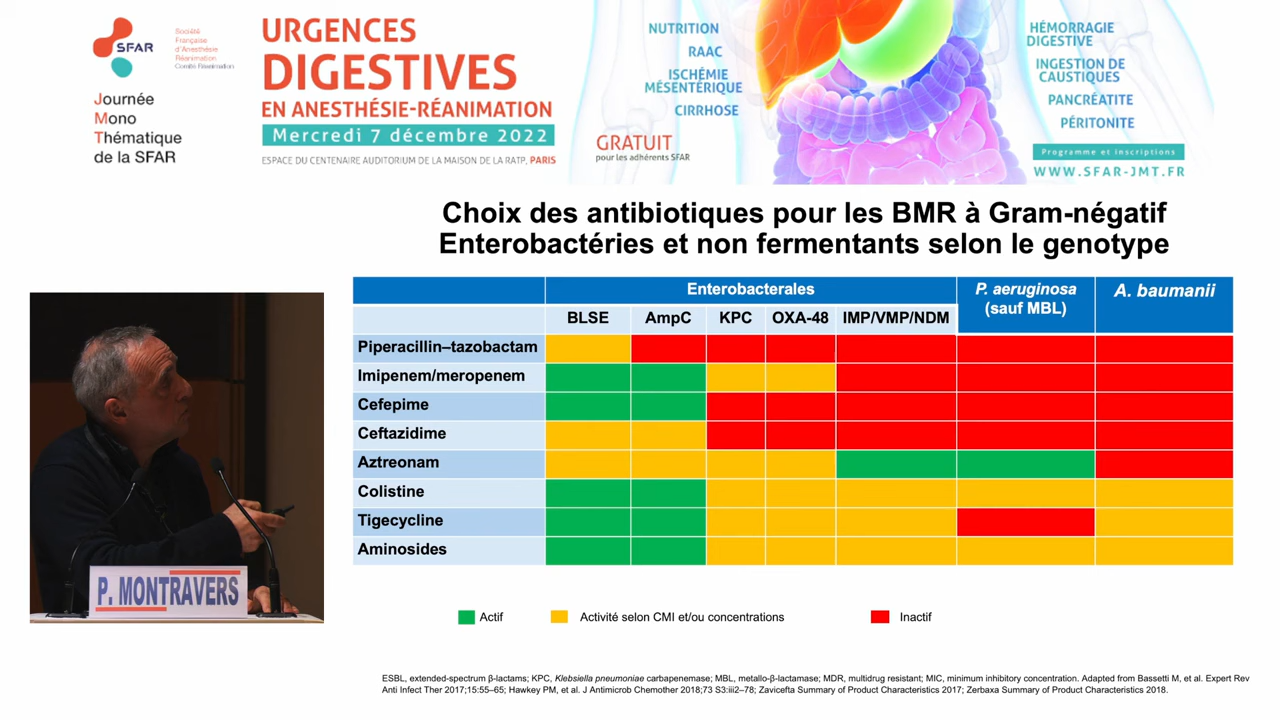 SFAR
Société
Française
d'Anesthésie
Réanimation
Comité Réanimation
Journée
Mono
Thématique
de la SFAR
URGENCES
DIGESTIVES
EN ANESTHÉSIE-RÉANIMATION
Mercredi 7 décembre 2022
ESPACE DU CENTENAIRE AUDITORIUM DE LA MAISON DE LA RATP, PARIS
NUTRITION
RAAC
ISCHÉMIE
MÉSENTÉRIQUE
CIRRHOSE
GRATUIT
pour les adhérents SFAR
HÉMORRAGIE
DIGESTIVE
INGESTION DE
CAUSTIQUES
PANCRÉATITE
PÉRITONITE
Programme et inscriptions
WWW.SFAR-JMT.FR
Choix des antibiotiques pour les BMR à Gram-négatif
Enterobactéries et non fermentants selon le genotype
Enterobacterales P. aeruginosa (sauf MBL) A. baumanii
BLSE AmpC KPC OXA-48 IMP/VMP/NDM
Piperacillin–tazobactam
Imipenem/meropenem
Cefepime
Ceftazidime
Aztreonam
Colistine
Tigecycline
Aminosides
Actif Activité selon CMI et/ou concentrations Inactif
P. MONTRAVERS
ESBL, extended-spectrum β-lactams; KPC, Klebsiella pneumoniae carbapenemase; MBL, metallo-β-lactamase; MDR, multidrug resistant; MIC, minimum inhibitory concentration. Adapted from Bassetti M, et al. Expert Rev
Anti Infect Ther 2017;15:55–65; Hawkey PM, et al. J Antimicrob Chemother 2018;73 S3:iii2–78; Zavicefta Summary of Product Characteristics 2017; Zerbaxa Summary of Product Characteristics 2018.